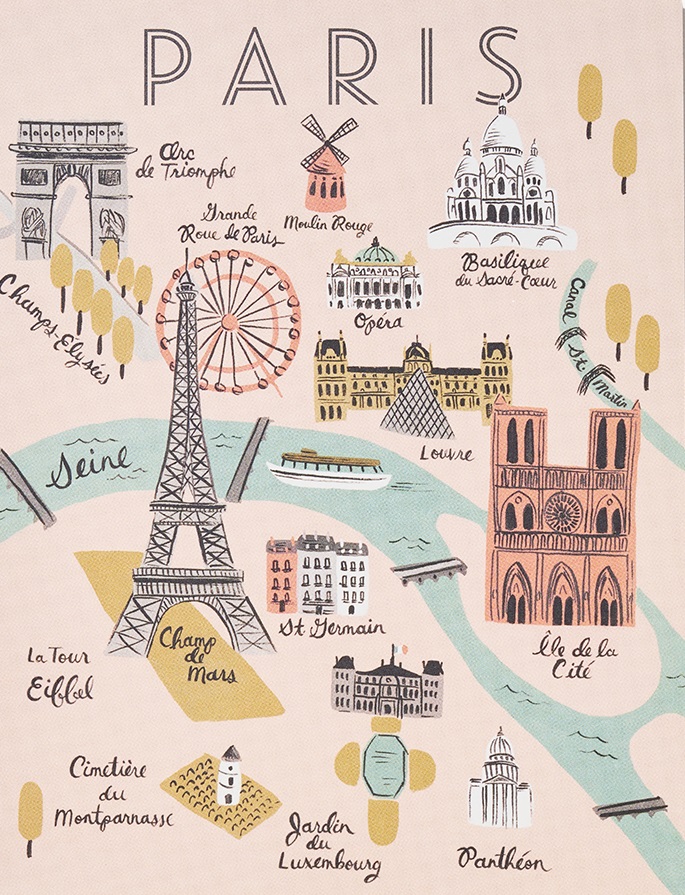 PARIS
Arc
de Triomphe
Moulin Rouge
Grande
Roue de Paris
Basilique
du Sacré-Cœur
Champs-Elysées
Opéra
Canal St. Martin
Louvre
Seine
St Germain
Île de la
Cité
Champ
de
Mars
La Tour
Eiffel
Cimetière
du
Montparnasse
Jardin
du
Luxembourg
Panthéon